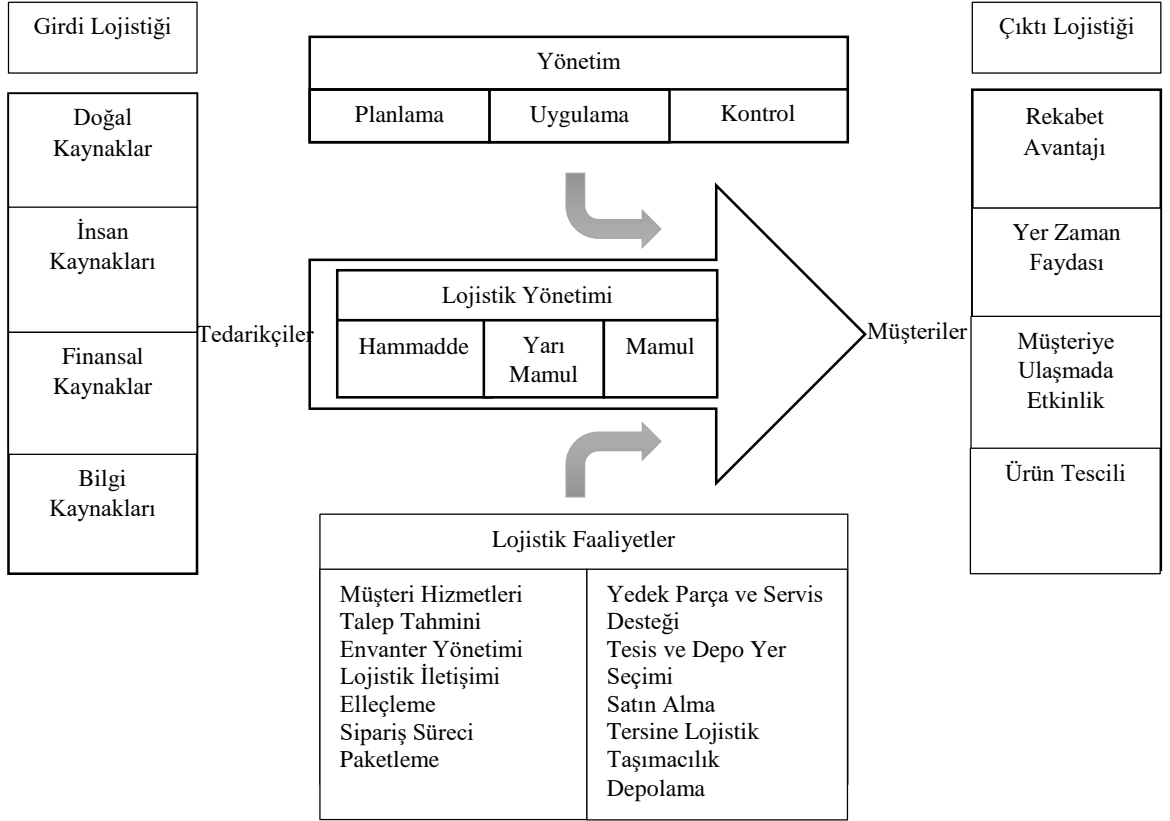 Girdi Lojistiği
Doğal
Kaynaklar
İnsan
Kaynakları
Finansal
Kaynaklar
Bilgi
Kaynakları
Tedarikçiler
Yönetim
Planlama
Uygulama
Kontrol
Lojistik Yönetimi
Hammadde
Yarı
Mamul
Mamul
Lojistik Faaliyetler
Müşteri Hizmetleri
Talep Tahmini
Envanter Yönetimi
Lojistik İletişimi
Elleçleme
Sipariş Süreci
Paketleme
Yedek Parça ve Servis
Desteği
Tesis ve Depo Yer
Seçimi
Satın Alma
Tersine Lojistik
Taşımacılık
Depolama
Müşteriler
Çıktı Lojistiği
Rekabet
Avantajı
Yer Zaman
Faydası
Müşteriye
Ulaşmada
Etkinlik
Ürün Tescili